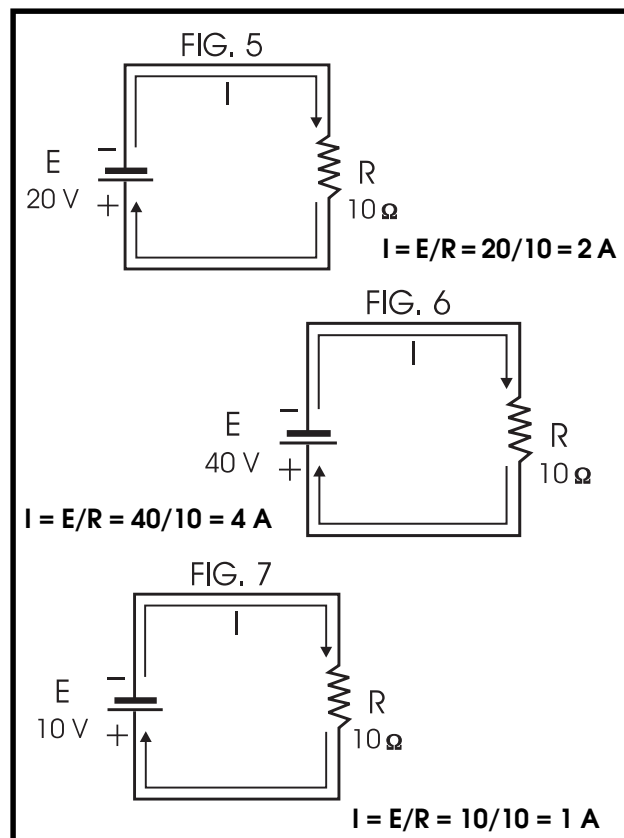 FIG. 5
I
−
E
20 V +
R
10 Ω
I = E/R = 20/10 = 2 A
FIG. 6
I
−
E
40 V +
R
10 Ω
I = E/R = 40/10 = 4 A
FIG. 7
I
−
E
10 V +
R
10 Ω
I = E/R = 10/10 = 1 A